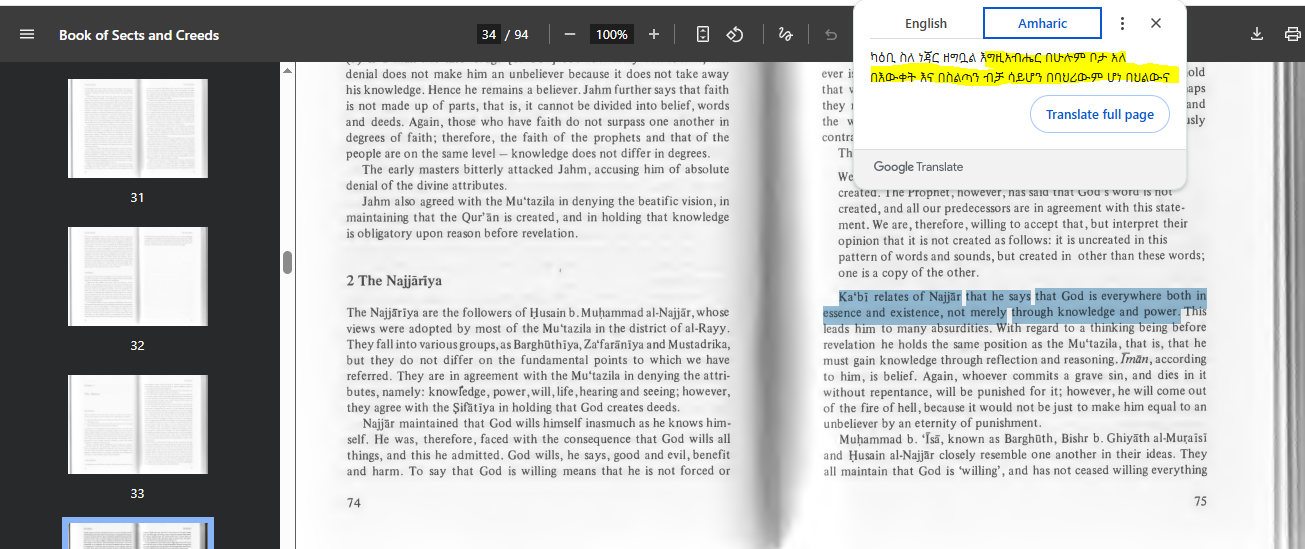 Book of Sects and Creeds
34 / 94
100%
English
Amharic
ካዕቢ ስለ ነጃር ዘግቧል እግዚአብሔር በሁሉም ቦታ አለ
በእውቀት እና በስልጣን ብቻ ሳይሆን በባህሪውም ሆነ በህልውና
Translate full page
Google Translate
31
32
33
denial does not make him an unbeliever because it does not take away
his knowledge. Hence he remains a believer. Jahm further says that faith
is not made up of parts, that is, it cannot be divided into belief, words
and deeds. Again, those who have faith do not surpass one another in
degrees of faith; therefore, the faith of the prophets and that of the
people are on the same level — knowledge does not differ in degrees.
The early masters bitterly attacked Jahm, accusing him of absolute
denial of the divine attributes.
Jahm also agreed with the Mu‘tazila in denying the beatific vision, in
maintaining that the Qur’ān is created, and in holding that knowledge
is obligatory upon reason before revelation.
2 The Najjārīya
The Najjārīya are the followers of Ḥusain b. Muḥammad al-Najjār, whose
views were adopted by most of the Mu‘tazila in the district of al-Rayy.
They fall into various groups, as Barghūthīya, Za‘farānīya and Mustadrika,
but they do not differ on the fundamental points to which we have
referred. They are in agreement with the Mu‘tazila in denying the attri-
butes, namely: knowledge, power, will, life, hearing and seeing; however,
they agree with the Ṣifātīya in holding that God creates deeds.
Najjār maintained that God wills himself inasmuch as he knows him-
self. He was, therefore, faced with the consequence that God wills all
things, and this he admitted. God wills, he says, good and evil, benefit
and harm. To say that God is willing means that he is not forced or
74
ever is
old
that
aps
they
and
the
usly
contra
Th
We
created. The Prophet, however, has said that God's word is not
created, and all our predecessors are in agreement with this state-
ment. We are, therefore, willing to accept that, but interpret their
opinion that it is not created as follows: it is uncreated in this
pattern of words and sounds, but created in other than these words;
one is a copy of the other.
Ka‘bī relates of Najjār that he says that God is everywhere both in
essence and existence, not merely through knowledge and power. This
leads him to many absurdities. With regard to a thinking being before
revelation he holds the same position as the Mu‘tazila, that is, that he
must gain knowledge through reflection and reasoning. Īmān, according
to him, is belief. Again, whoever commits a grave sin, and dies in it
without repentance, will be punished for it; however, he will come out
of the fire of hell, because it would not be just to make him equal to an
unbeliever by an eternity of punishment.
Muḥammad b. ‘Īsā, known as Barghūth, Bishr b. Ghiyāth al-Muraisī
and Ḥusain al-Najjār closely resemble one another in their ideas. They
all maintain that God is ‘willing’, and has not ceased willing everything
75